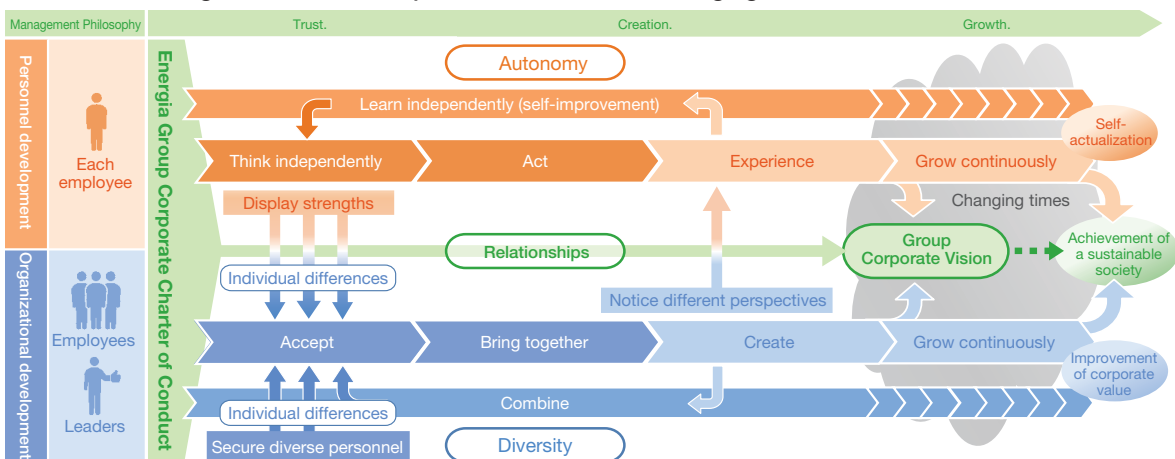 Management Philosophy
Trust.
Creation.
Growth.
Personnel development
Each
employee
Energia Group Corporate Charter of Conduct
Autonomy
Learn independently (self-improvement)
Self-
actualization
Think independently
Act
Experience
Grow continuously
Display strengths
Changing times
Relationships
Group
Corporate Vision
Achievement of
a sustainable
society
Individual differences
Notice different perspectives
Organizational development
Employees
Leaders
Accept
Bring together
Create
Grow continuously
Improvement
of corporate
value
Individual differences
Combine
Secure diverse personnel
Diversity